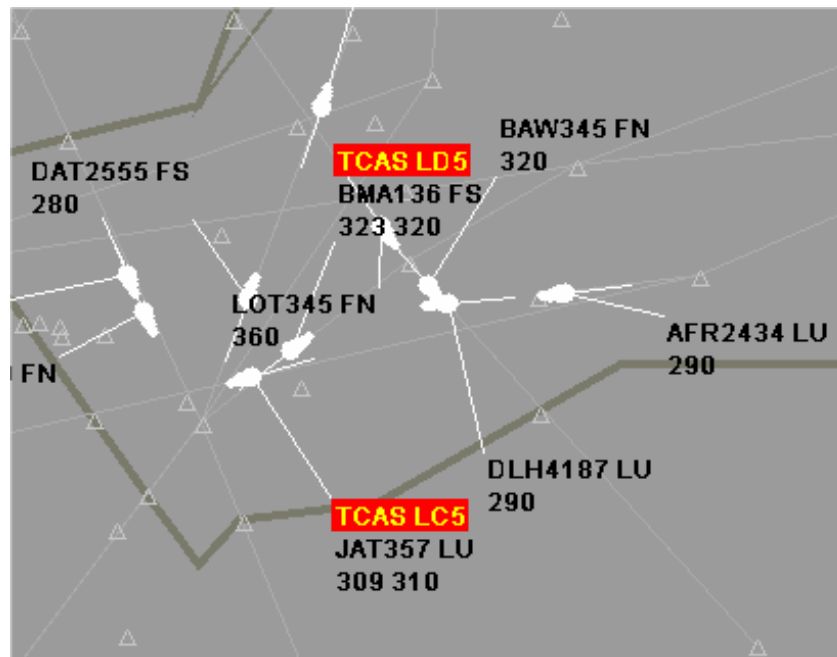 BAW345 FN
320
TCAS LD5
BMA136 FS
323 320
DAT2555 FS
280
LOT345 FN
360
AFR2434 LU
290
FN
DLH4187 LU
290
TCAS LC5
JAT357 LU
309 310